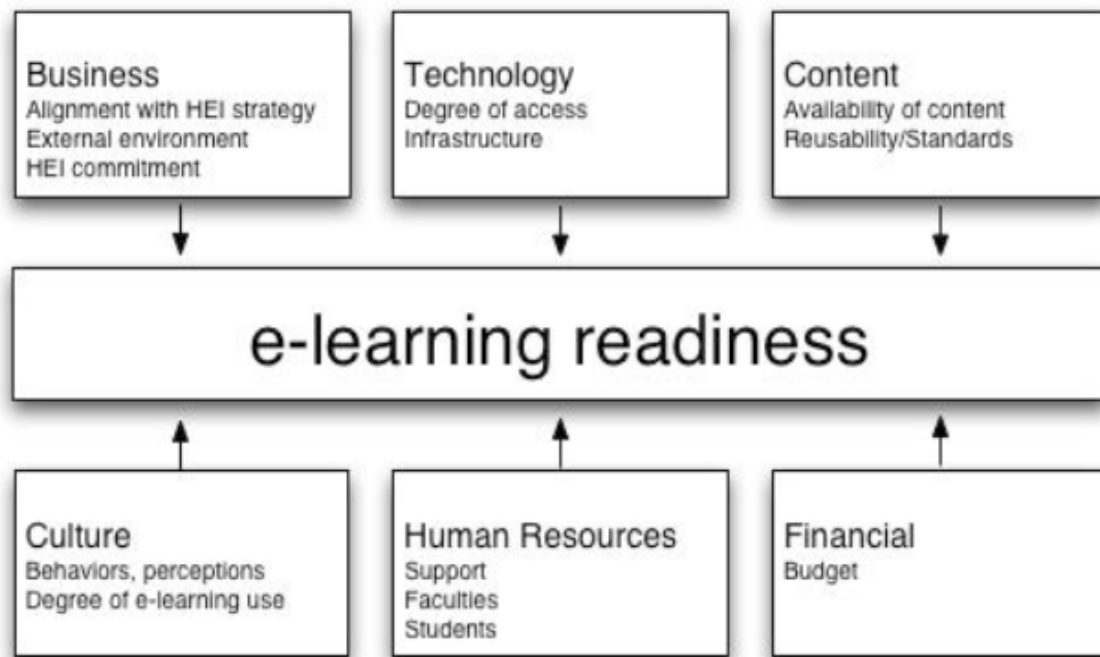 Business
Alignment with HEI strategy
External environment
HEI commitment
Technology
Degree of access
Infrastructure
Content
Availability of content
Reusability/Standards
e-learning readiness
Culture
Behaviors, perceptions
Degree of e-learning use
Human Resources
Support
Faculties
Students
Financial
Budget